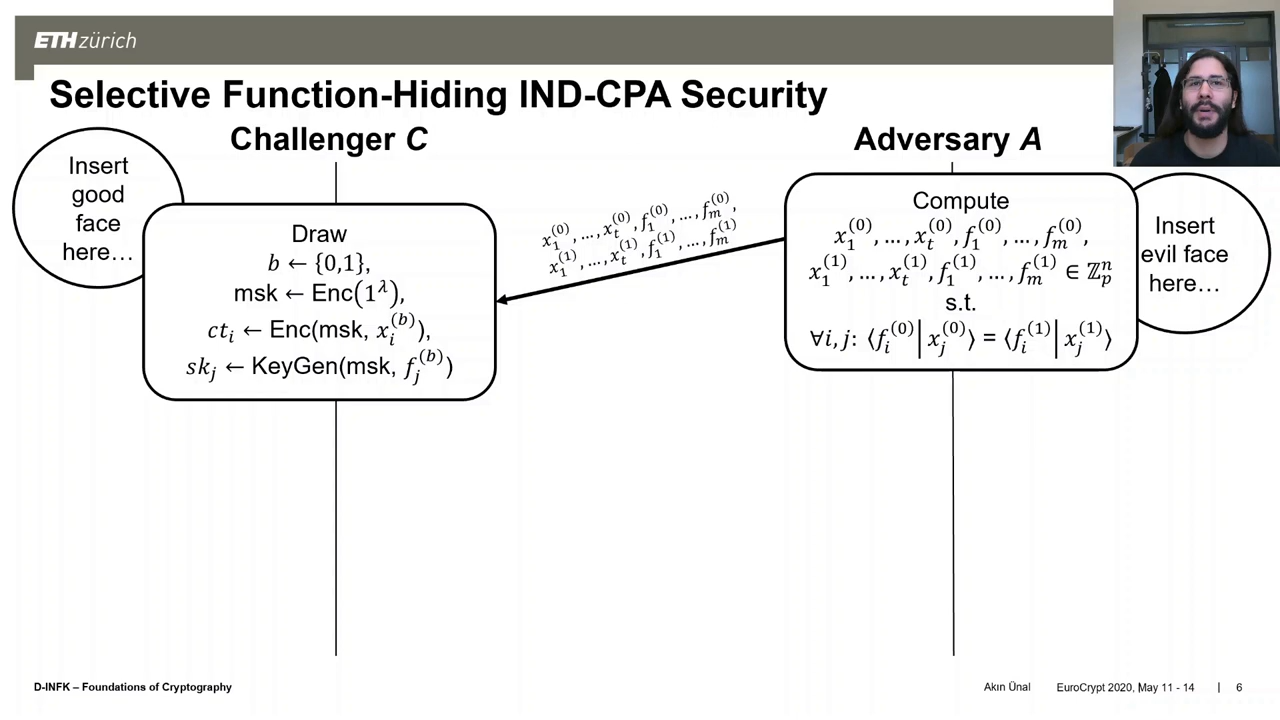 ETH zürich
Selective Function-Hiding IND-CPA Security
Challenger C
Adversary A
Insert
good
face
here…
Draw
b ← {0,1},
msk ← Enc(1^λ),
ct_i ← Enc(msk, x_i^(b)),
sk_j ← KeyGen(msk, f_j^(b))
x_1^(0), …, x_t^(0), f_1^(0), …, f_m^(0),
x_1^(1), …, x_t^(1), f_1^(1), …, f_m^(1)
Compute
x_1^(0), …, x_t^(0), f_1^(0), …, f_m^(0),
x_1^(1), …, x_t^(1), f_1^(1), …, f_m^(1) ∈ ℤ_p^n
s.t.
∀i,j: ⟨f_i^(0)| x_j^(0)⟩ = ⟨f_i^(1)| x_j^(1)⟩
Insert
evil face
here…
D-INFK – Foundations of Cryptography
Akın Ünal
EuroCrypt 2020, May 11 - 14
| 6